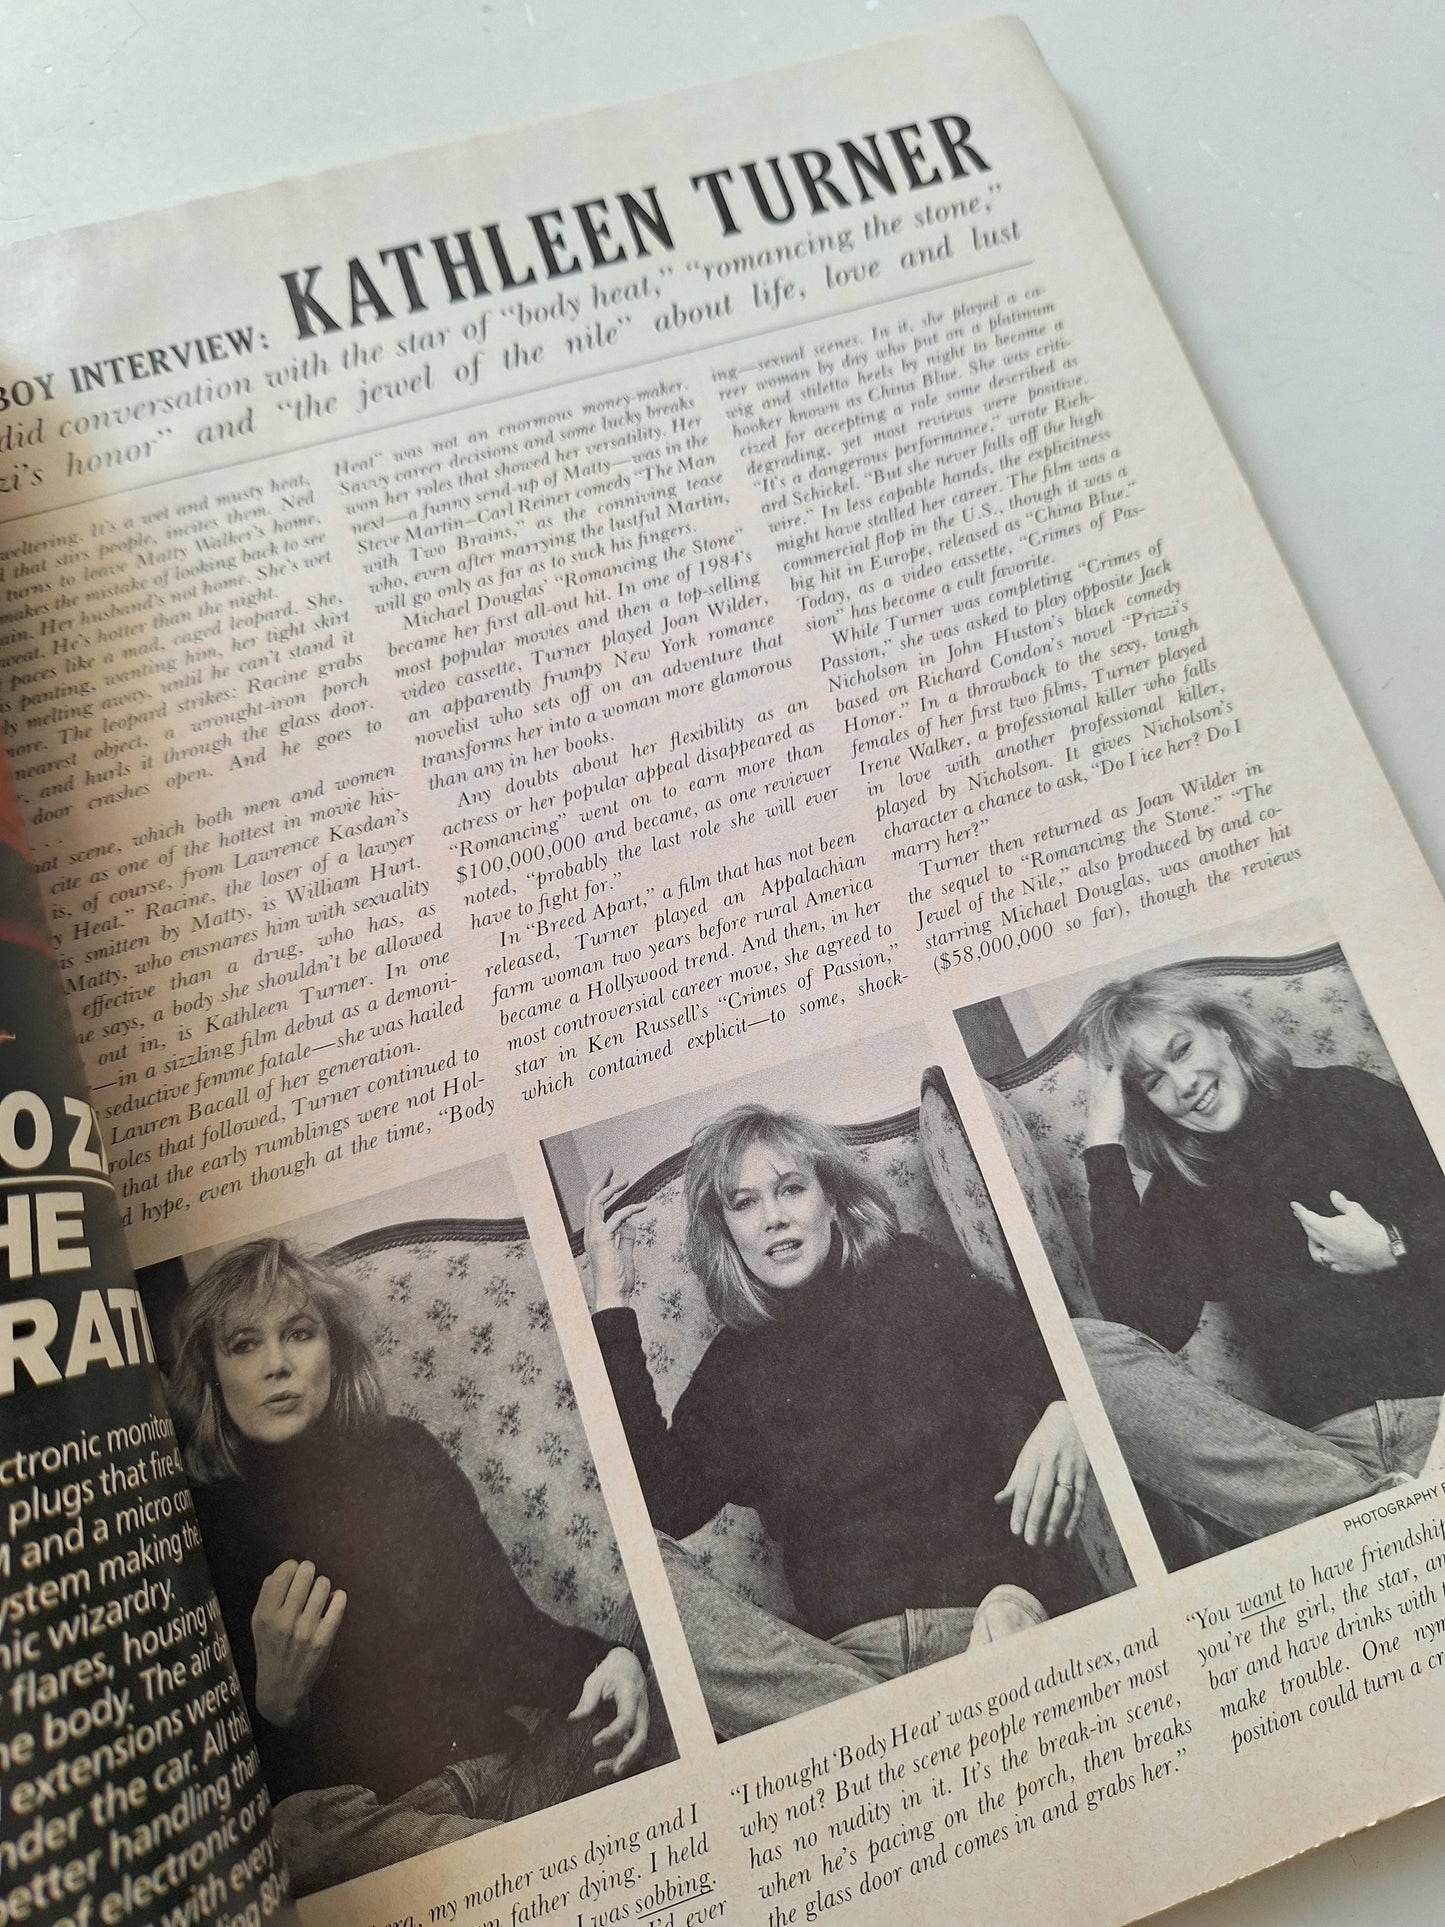 BOY INTERVIEW: KATHLEEN TURNER
did conversation with the star of “body heat,” “romancing the stone,”
zi’s honor” and “the jewel of the nile” about life, love and lust
weltering. It’s a wet and musty heat,
that stirs people, incites them. Ned
turns to leave Matty Walker’s home,
makes the mistake of looking back to see
ain. Her husband’s not home. She’s wet
weat. He’s hotter than the night.
paces like a mad, caged leopard. She,
is panting, wanting him, her tight skirt
ly melting away, until he can’t stand it
more. The leopard strikes: Racine grabs
nearest object, a wrought-iron porch
, and hurls it through the glass door.
door crashes open. And he goes to
. . .
at scene, which both men and women
cite as one of the hottest in movie his-
is, of course, from Lawrence Kasdan’s
y Heat.” Racine, the loser of a lawyer
is smitten by Matty, is William Hurt.
Matty, who ensnares him with sexuality
effective than a drug, who has, as
he says, a body she shouldn’t be allowed
out in, is Kathleen Turner. In one
—in a sizzling film debut as a demoni-
seductive femme fatale—she was hailed
Lauren Bacall of her generation.
roles that followed, Turner continued to
that the early rumblings were not Hol-
d hype, even though at the time, “Body
Heat” was not an enormous money-maker.
Savvy career decisions and some lucky breaks
won her roles that showed her versatility. Her
next—a funny send-up of Matty—was in the
Steve Martin–Carl Reiner comedy “The Man
with Two Brains,” as the conniving tease
who, even after marrying the lustful Martin,
will go only as far as to suck his fingers.
Michael Douglas’ “Romancing the Stone”
became her first all-out hit. In one of 1984’s
most popular movies and then a top-selling
video cassette, Turner played Joan Wilder,
an apparently frumpy New York romance
novelist who sets off on an adventure that
transforms her into a woman more glamorous
than any in her books.
Any doubts about her flexibility as an
actress or her popular appeal disappeared as
“Romancing” went on to earn more than
$100,000,000 and became, as one reviewer
noted, “probably the last role she will ever
have to fight for.”
In “Breed Apart,” a film that has not been
released, Turner played an Appalachian
farm woman two years before rural America
became a Hollywood trend. And then, in her
most controversial career move, she agreed to
star in Ken Russell’s “Crimes of Passion,”
which contained explicit—to some, shock-
ing—sexual scenes. In it, she played a ca-
reer woman by day who put on a platinum
wig and stiletto heels by night to become a
hooker known as China Blue. She was criti-
cized for accepting a role some described as
degrading, yet most reviews were positive.
“It’s a dangerous performance,” wrote Rich-
ard Schickel. “But she never falls off the high
wire.” In less capable hands, the explicitness
might have stalled her career. The film was a
commercial flop in the U.S., though it was a
big hit in Europe, released as “China Blue.”
Today, as a video cassette, “Crimes of Pas-
sion” has become a cult favorite.
While Turner was completing “Crimes of
Passion,” she was asked to play opposite Jack
Nicholson in John Huston’s black comedy
based on Richard Condon’s novel “Prizzi’s
Honor.” In a throwback to the sexy, tough
females of her first two films, Turner played
Irene Walker, a professional killer who falls
in love with another professional killer,
played by Nicholson. It gives Nicholson’s
character a chance to ask, “Do I ice her? Do I
marry her?”
Turner then returned as Joan Wilder in
the sequel to “Romancing the Stone.” “The
Jewel of the Nile,” also produced by and co-
starring Michael Douglas, was another hit
($58,000,000 so far), though the reviews
PHOTOGRAPHY
my mother was dying and I
father dying. I held
I was sobbing.
I’d ever
“I thought ‘Body Heat’ was good adult sex, and
why not? But the scene people remember most
has no nudity in it. It’s the break-in scene,
when he’s pacing on the porch, then breaks
the glass door and comes in and grabs her.”
“You want to have friendship
you’re the girl, the star, an
bar and have drinks with
make trouble. One nym
position could turn a cr
O Z
HE
RATI
ctronic monitor
plugs that fire
and a micro com
ystem making the
nic wizardry.
flares, housing
he body. The air da
extensions were a
nder the car. All this
better handling than
of electronic or
with every
80-